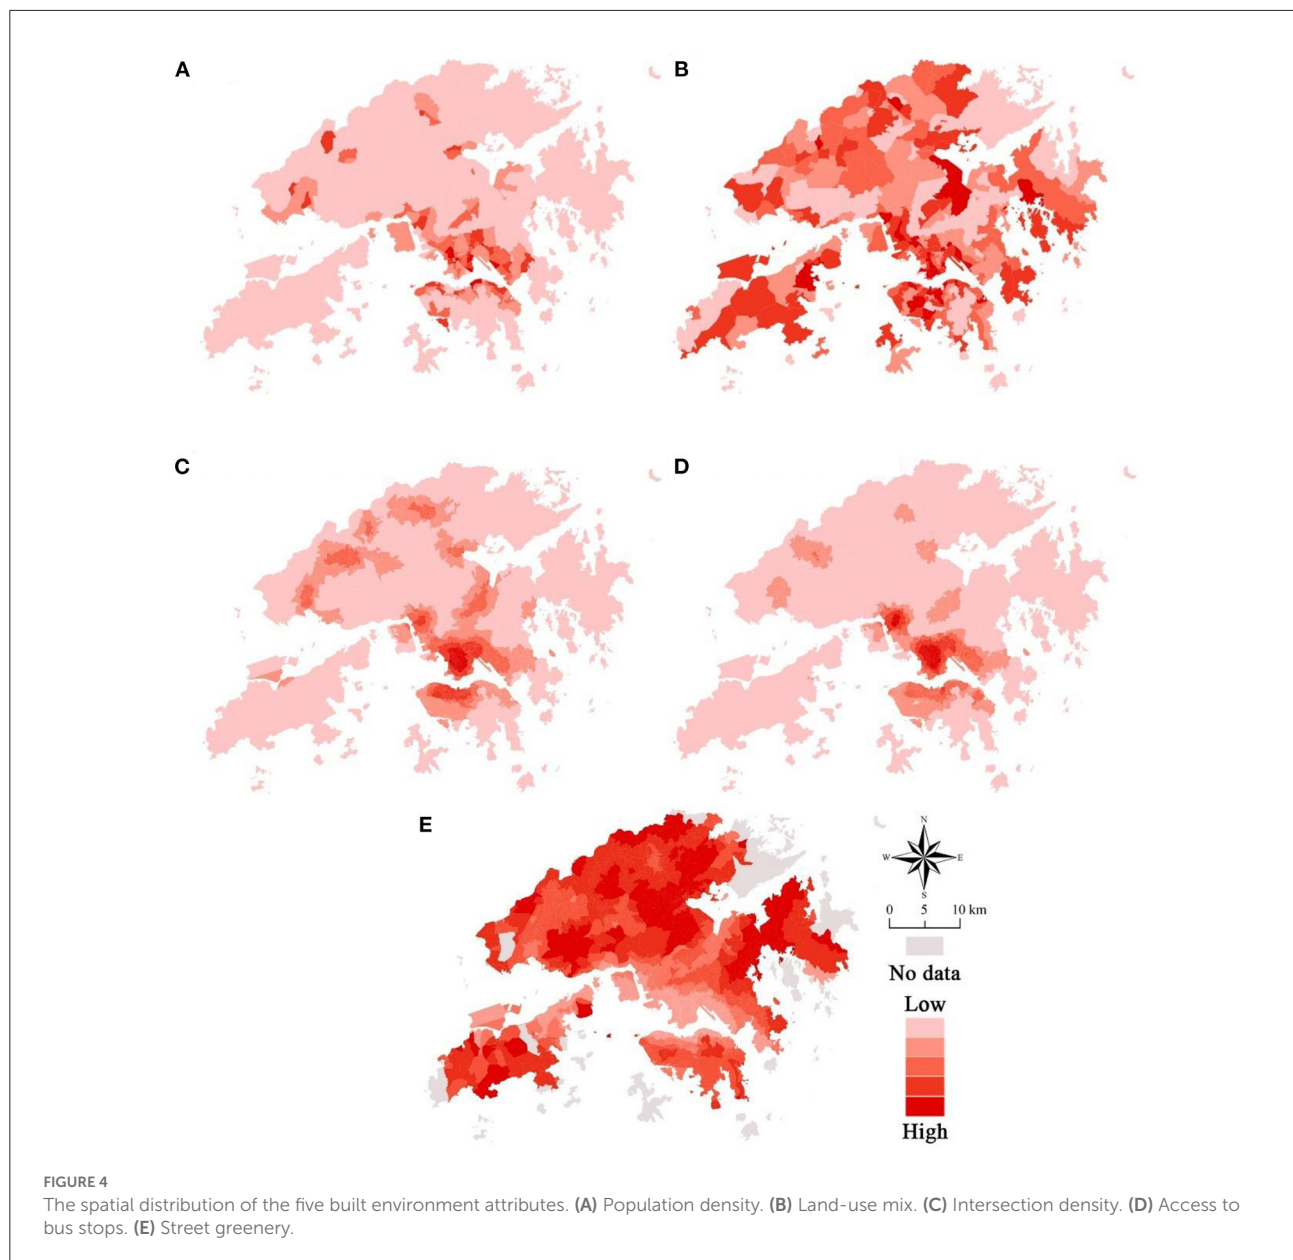 A
B
C
D
E
N
W E
S
0 5 10 km
No data
Low
High
FIGURE 4
The spatial distribution of the five built environment attributes. (A) Population density. (B) Land-use mix. (C) Intersection density. (D) Access to
bus stops. (E) Street greenery.